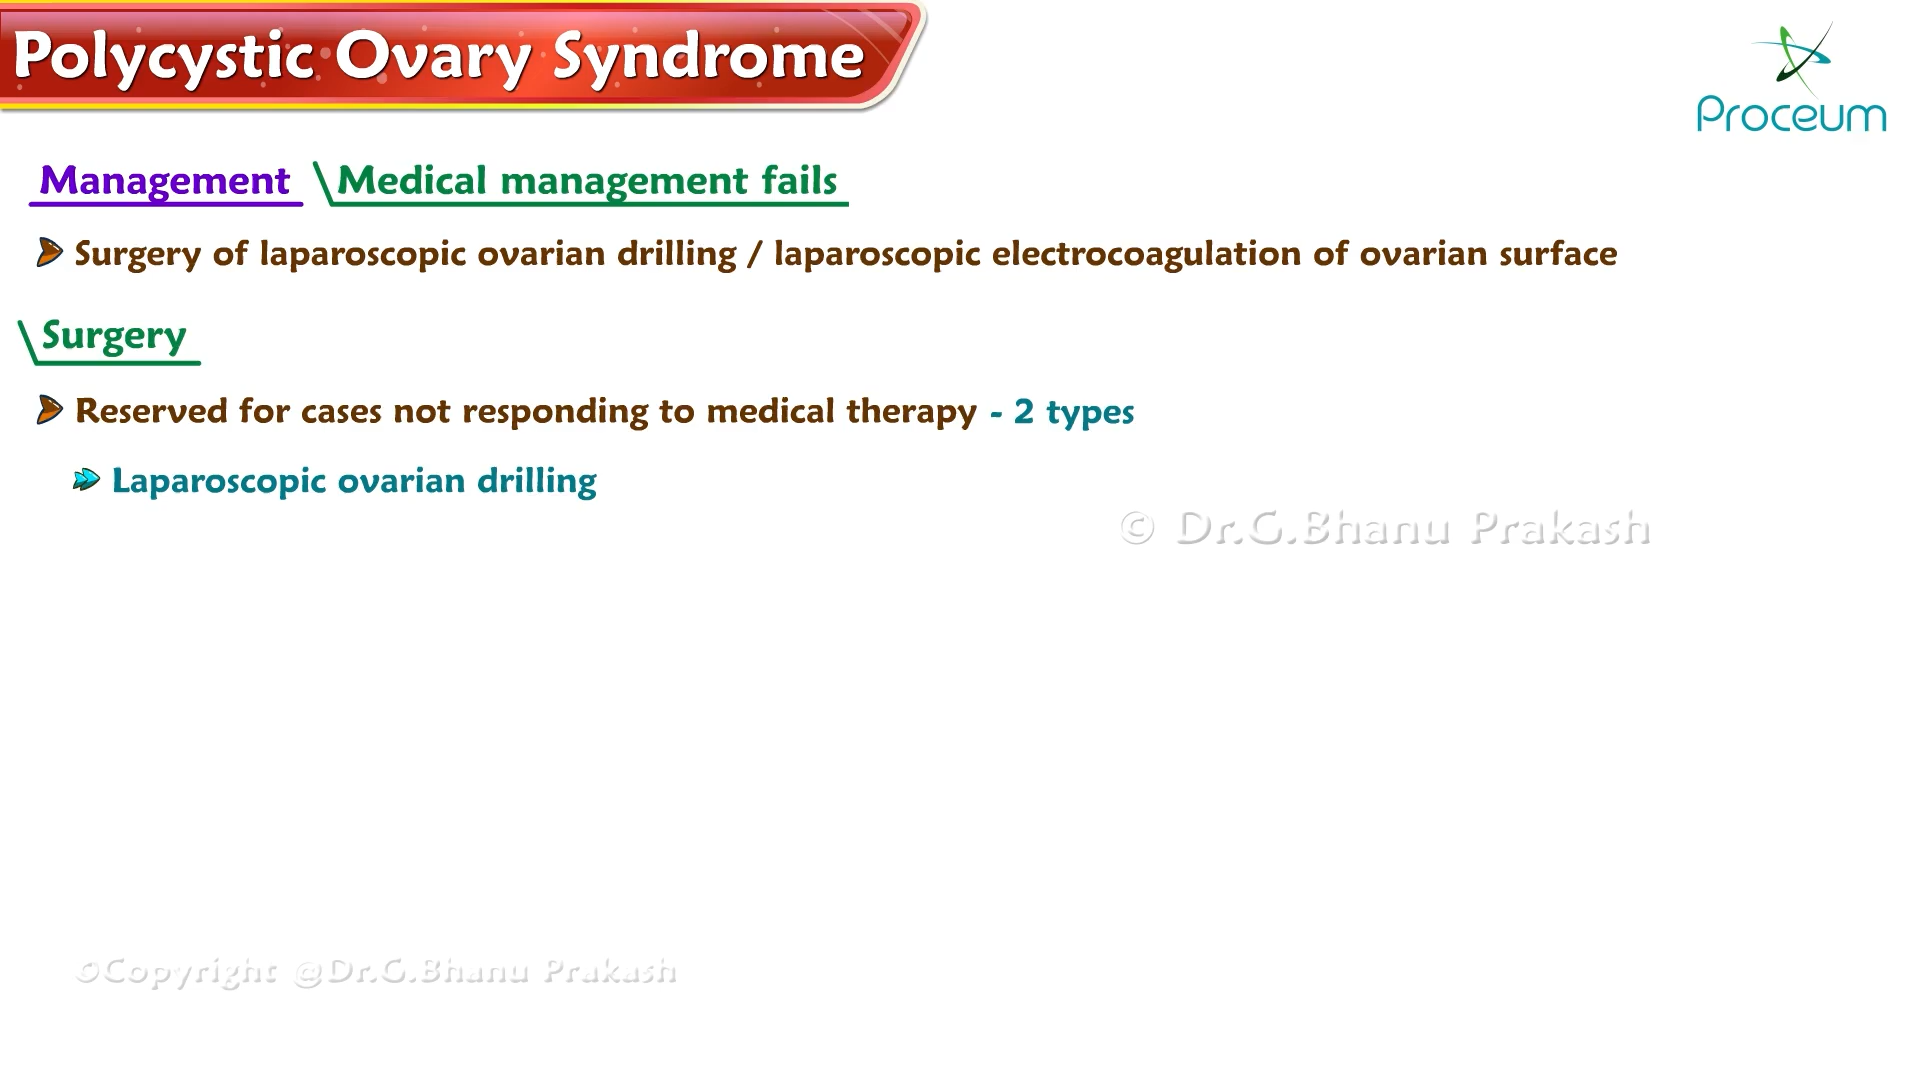 Polycystic Ovary Syndrome
Proceum
Management Medical management fails
Surgery of laparoscopic ovarian drilling / laparoscopic electrocoagulation of ovarian surface
Surgery
Reserved for cases not responding to medical therapy - 2 types
Laparoscopic ovarian drilling
© Dr.G.Bhanu Prakash
©Copyright @Dr.G.Bhanu Prakash